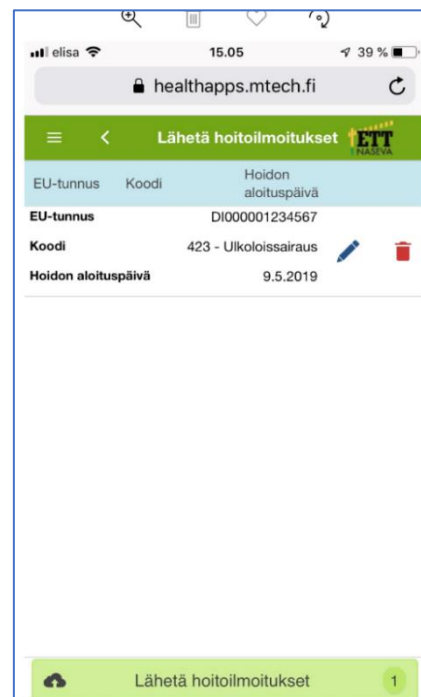 elisa 15.05 39 %
healthapps.mtech.fi
Lähetä hoitoilmoitukset ETT
NASEVA
EU-tunnus Koodi Hoidon aloituspäivä
EU-tunnus DI000001234567
Koodi 423 - Ulkoloissairaus
Hoidon aloituspäivä 9.5.2019
Lähetä hoitoilmoitukset 1